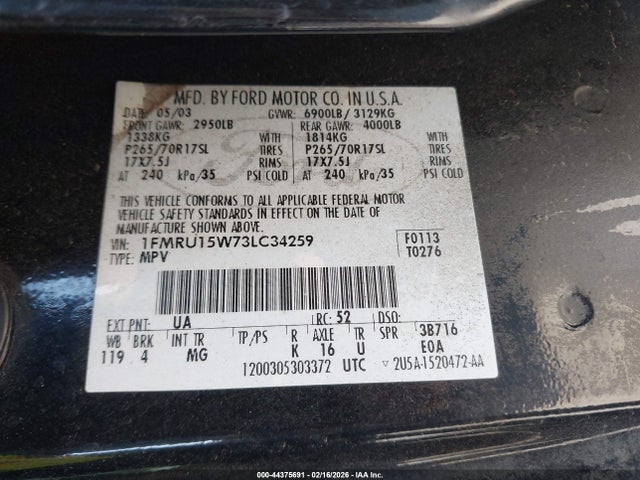 MFD. BY FORD MOTOR CO. IN U.S.A.
DATE: 05/03 GVWR: 6900LB/ 3129KG
FRONT GAWR: 2950LB REAR GAWR: 4000LB
1338KG WITH 1814KG WITH
P265/70R17SL TIRES P265/70R17SL TIRES
17X7.5J RIMS 17X7.5J RIMS
AT 240 kPa/35 PSI COLD AT 240 kPa/35 PSI COLD
THIS VEHICLE CONFORMS TO ALL APPLICABLE FEDERAL MOTOR
VEHICLE SAFETY STANDARDS IN EFFECT ON THE DATE OF
MANUFACTURE SHOWN ABOVE.
VIN: 1FMRU15W73LC34259 F0113
TYPE: MPV T0276
EXT PNT: UA RC: 52 DSO:
WB BRK INT TR TP/PS R AXLE TR SPR 3B716
119 4 MG K 16 U E0A
1200305303372 UTC ▽ 2U5A-1520472-AA
Ford
000-44375691 - 02/16/2026 - IAA Inc.